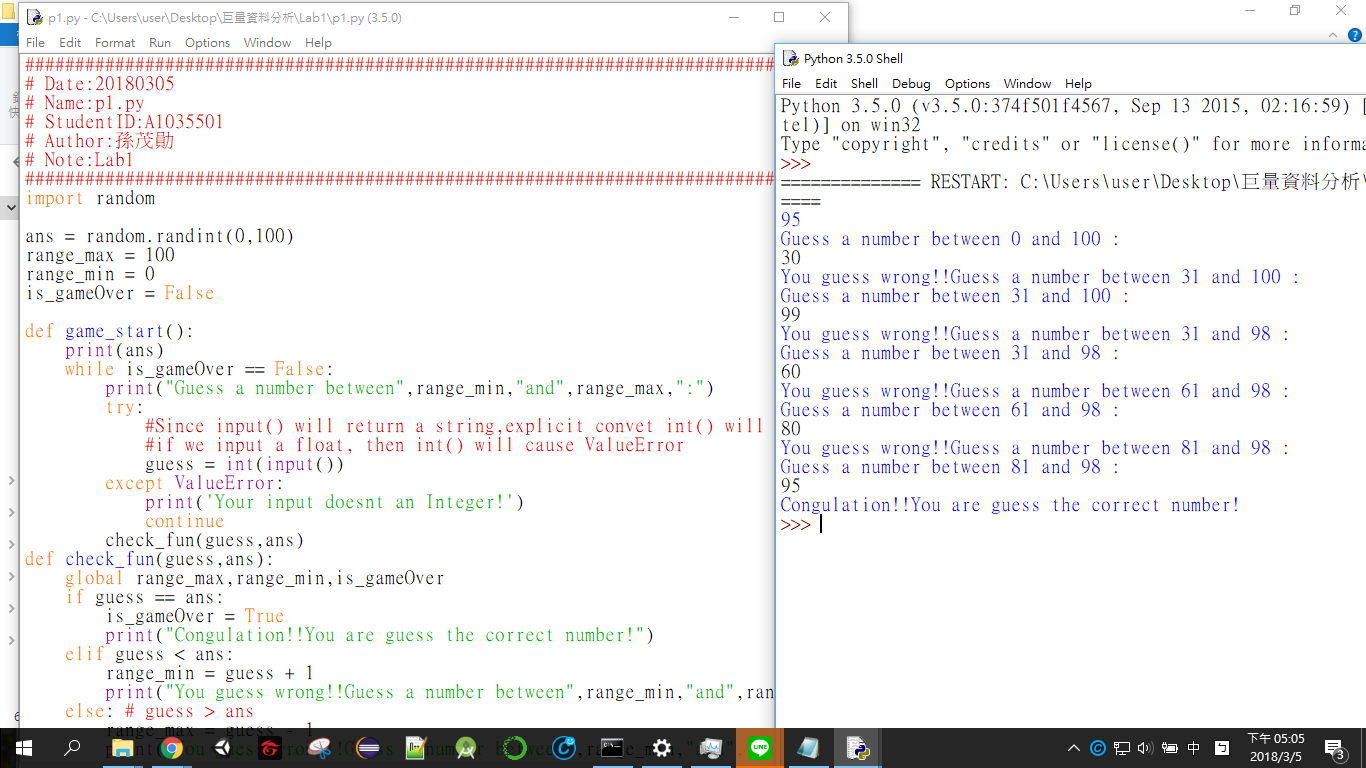 p1.py - C:\Users\user\Desktop\巨量資料分析\Lab1\p1.py (3.5.0)
File Edit Format Run Options Window Help
##############################################################################
# Date:20180305
# Name:p1.py
# StudentID:A1035501
# Author:孫茂勛
# Note:Lab1
##############################################################################
import random
ans = random.randint(0,100)
range_max = 100
range_min = 0
is_gameOver = False
def game_start():
print(ans)
while is_gameOver == False:
print("Guess a number between",range_min,"and",range_max,":")
try:
#Since input() will return a string,explicit convet int() will
#if we input a float, then int() will cause ValueError
guess = int(input())
except ValueError:
print('Your input doesnt an Integer!')
continue
check_fun(guess,ans)
def check_fun(guess,ans):
global range_max,range_min,is_gameOver
if guess == ans:
is_gameOver = True
print("Congulation!!You are guess the correct number!")
elif guess < ans:
range_min = guess + 1
print("You guess wrong!!Guess a number between",range_min,"and",ran
else: # guess > ans
range_max = guess - 1
Python 3.5.0 Shell
File Edit Shell Debug Options Window Help
Python 3.5.0 (v3.5.0:374f501f4567, Sep 13 2015, 02:16:59) [
tel)] on win32
Type "copyright", "credits" or "license()" for more informa
>>>
============== RESTART: C:\Users\user\Desktop\巨量資料分析\
====
95
Guess a number between 0 and 100 :
30
You guess wrong!!Guess a number between 31 and 100 :
Guess a number between 31 and 100 :
99
You guess wrong!!Guess a number between 31 and 98 :
Guess a number between 31 and 98 :
60
You guess wrong!!Guess a number between 61 and 98 :
Guess a number between 61 and 98 :
80
You guess wrong!!Guess a number between 81 and 98 :
Guess a number between 81 and 98 :
95
Congulation!!You are guess the correct number!
>>>
LINE
中
下午 05:05
2018/3/5
3